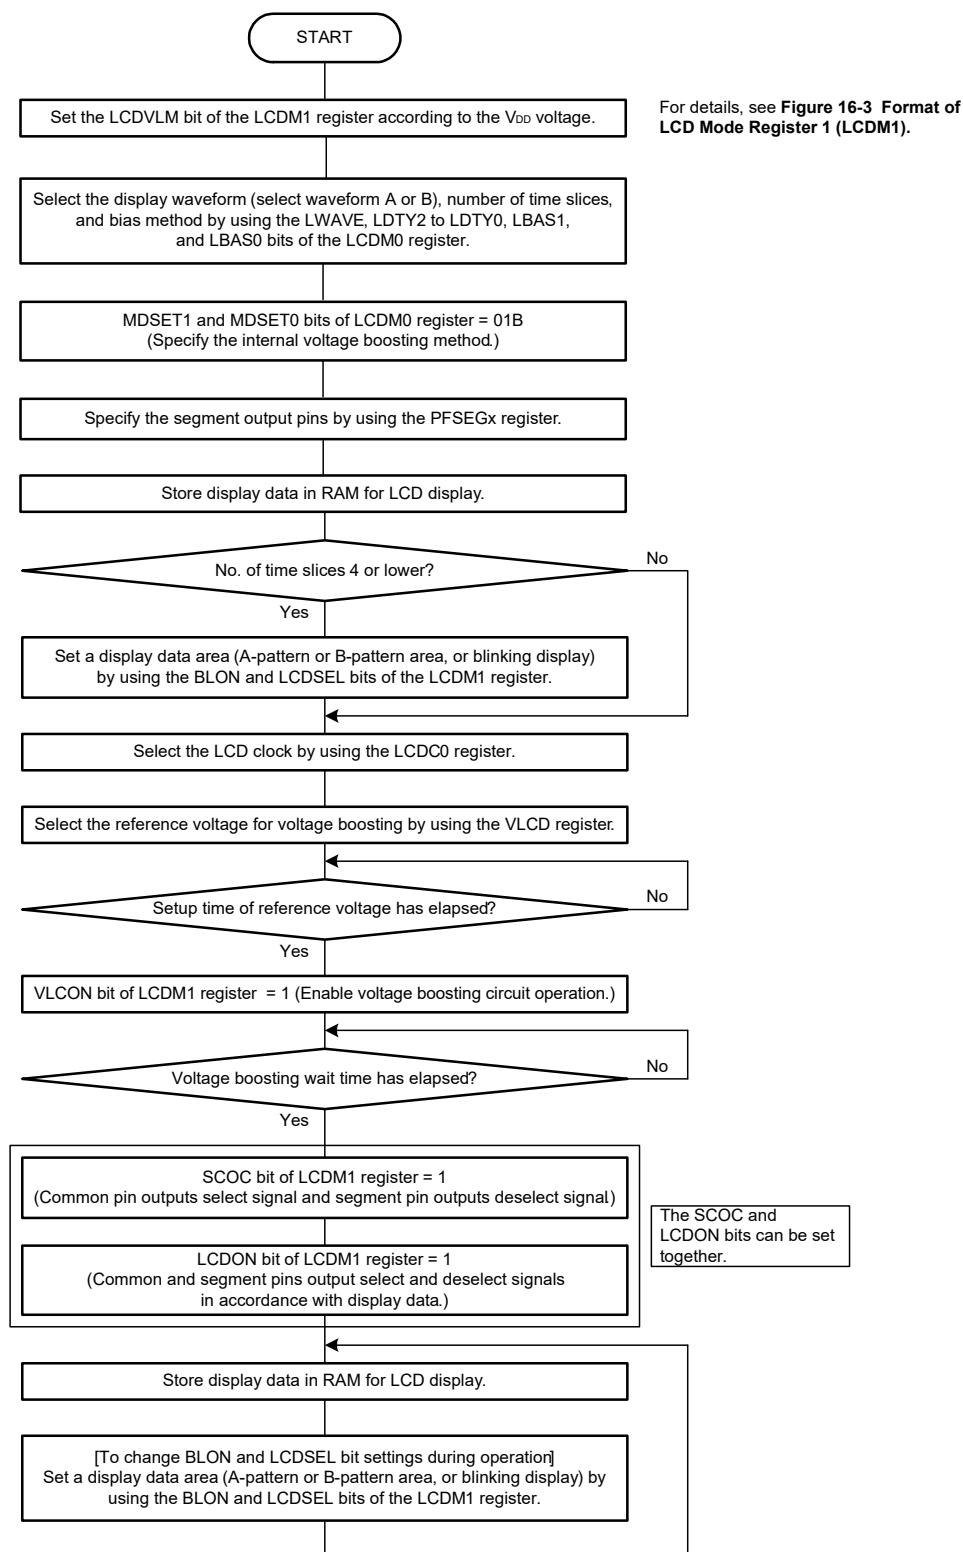 START
Set the LCDVLM bit of the LCDM1 register according to the VDD voltage.
For details, see Figure 16-3 Format of
LCD Mode Register 1 (LCDM1).
Select the display waveform (select waveform A or B), number of time slices,
and bias method by using the LWAVE, LDTY2 to LDTY0, LBAS1,
and LBAS0 bits of the LCDM0 register.
MDSET1 and MDSET0 bits of LCDM0 register = 01B
(Specify the internal voltage boosting method.)
Specify the segment output pins by using the PFSEGx register.
Store display data in RAM for LCD display.
No. of time slices 4 or lower?
No
Yes
Set a display data area (A-pattern or B-pattern area, or blinking display)
by using the BLON and LCDSEL bits of the LCDM1 register.
Select the LCD clock by using the LCDC0 register.
Select the reference voltage for voltage boosting by using the VLCD register.
Setup time of reference voltage has elapsed?
No
Yes
VLCON bit of LCDM1 register = 1 (Enable voltage boosting circuit operation.)
Voltage boosting wait time has elapsed?
No
Yes
SCOC bit of LCDM1 register = 1
(Common pin outputs select signal and segment pin outputs deselect signal.)
The SCOC and
LCDON bits can be set
together.
LCDON bit of LCDM1 register = 1
(Common and segment pins output select and deselect signals
in accordance with display data.)
Store display data in RAM for LCD display.
[To change BLON and LCDSEL bit settings during operation]
Set a display data area (A-pattern or B-pattern area, or blinking display) by
using the BLON and LCDSEL bits of the LCDM1 register.